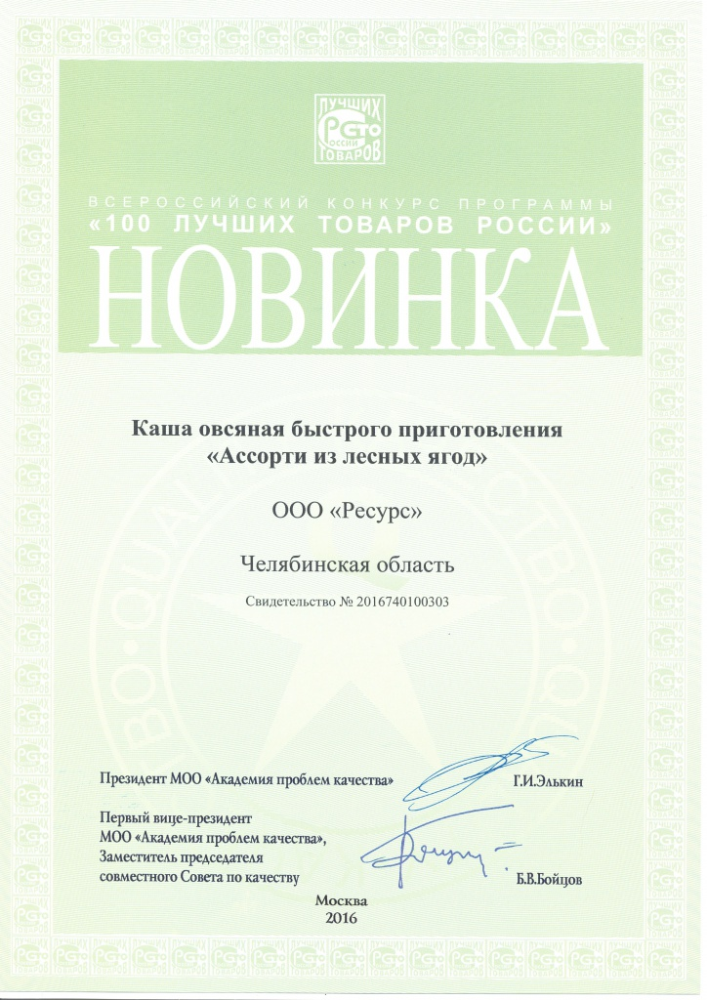 ЛУЧШИХ
PGTO
РОССИИ
ТОВАРОВ
ВСЕРОССИЙСКИЙ КОНКУРС ПРОГРАММЫ
«100 ЛУЧШИХ ТОВАРОВ РОССИИ»
НОВИНКА
Каша овсяная быстрого приготовления
«Ассорти из лесных ягод»
ООО «Ресурс»
Челябинская область
Свидетельство № 2016740100303
Президент МОО «Академия проблем качества»
Г.И.Элькин
Первый вице-президент
МОО «Академия проблем качества»,
Заместитель председателя
совместного Совета по качеству
Б.В.Бойцов
Москва
2016